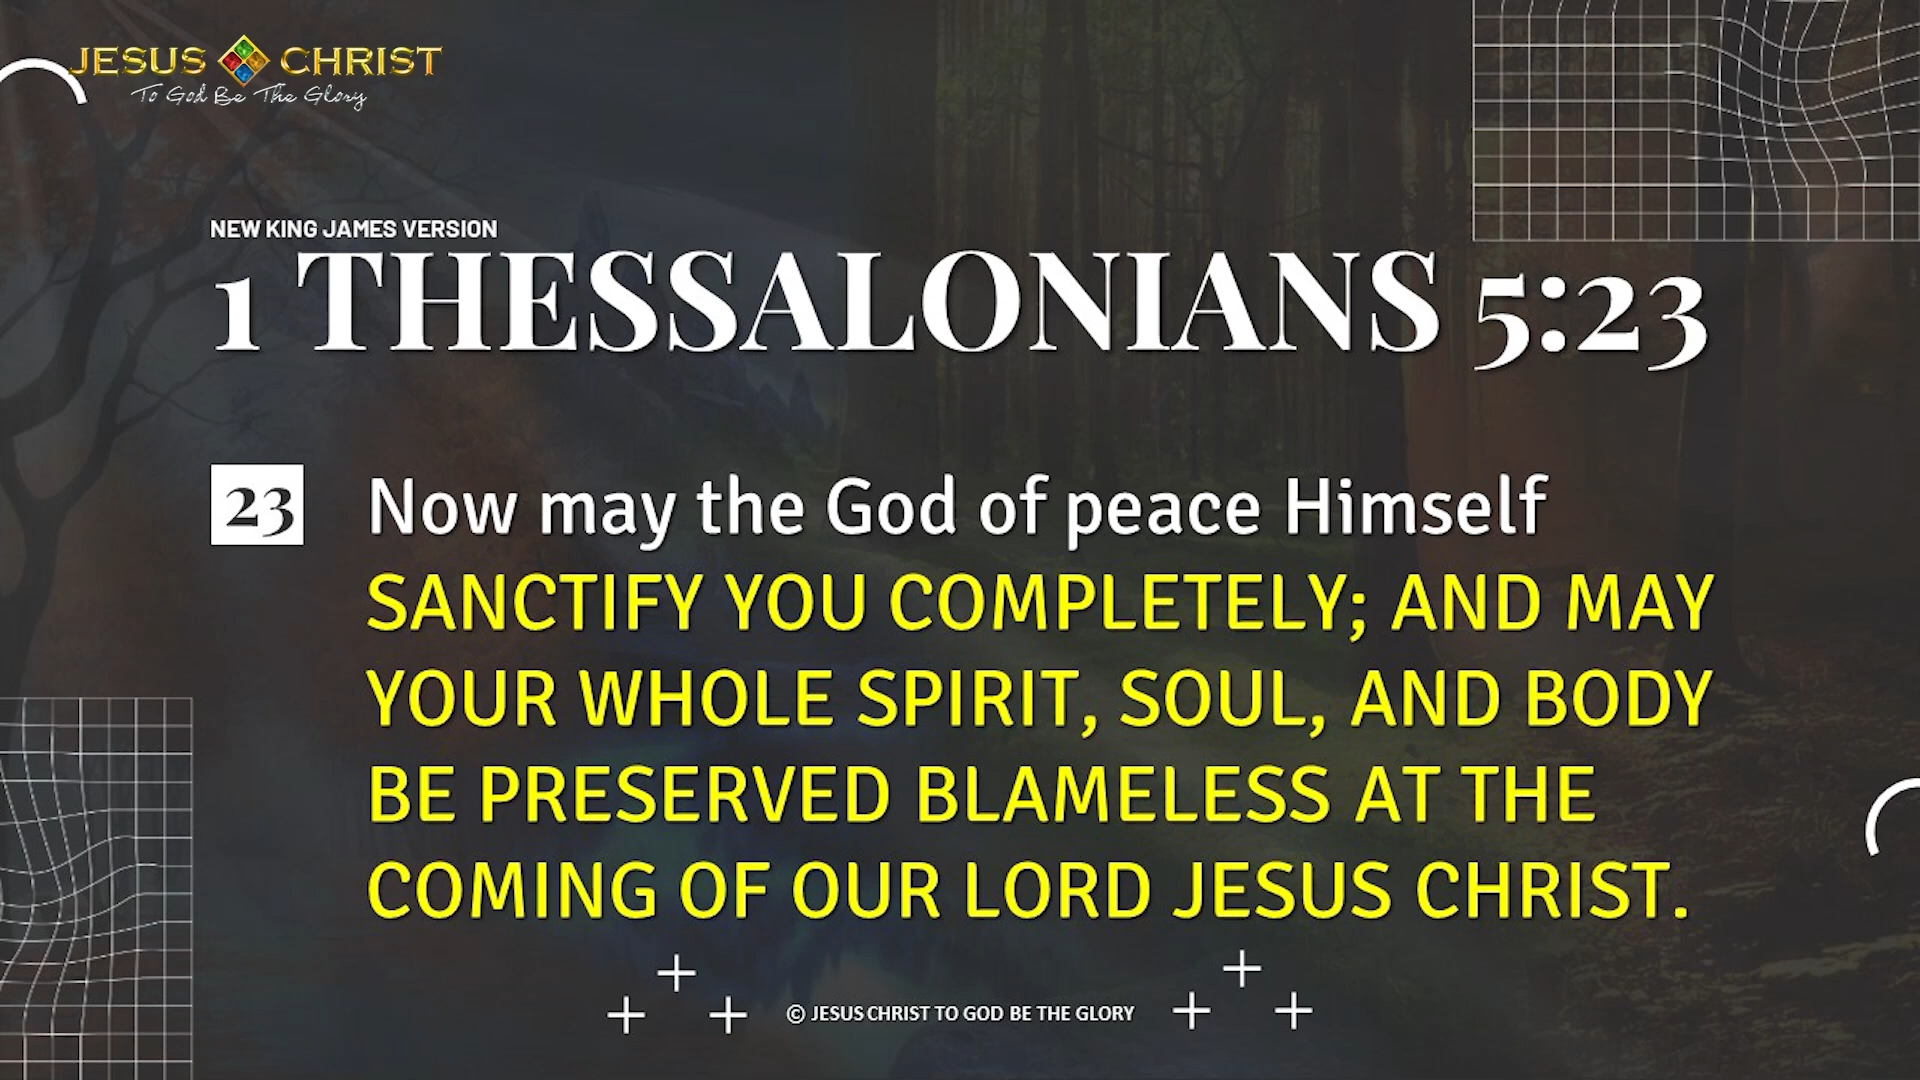 JESUS CHRIST
To God Be The Glory
NEW KING JAMES VERSION
1 THESSALONIANS 5:23
23 Now may the God of peace Himself
SANCTIFY YOU COMPLETELY; AND MAY
YOUR WHOLE SPIRIT, SOUL, AND BODY
BE PRESERVED BLAMELESS AT THE
COMING OF OUR LORD JESUS CHRIST.
© JESUS CHRIST TO GOD BE THE GLORY